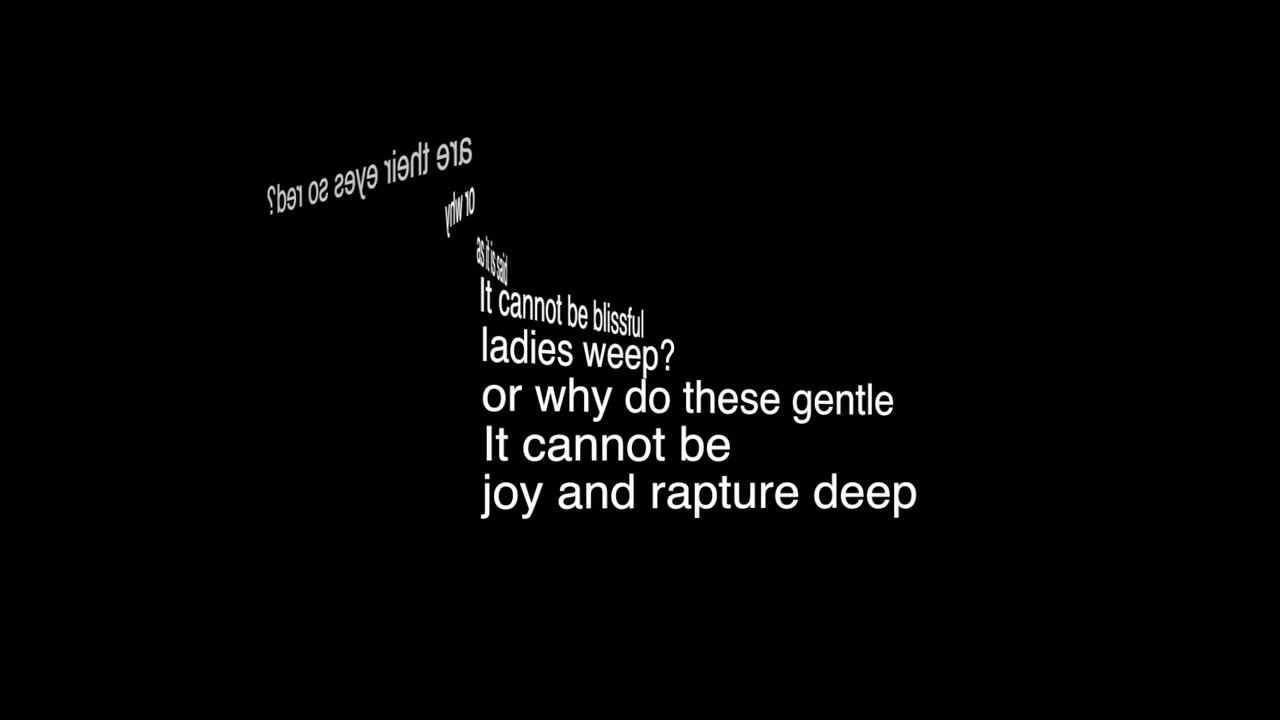 are their eyes so red?
or why
as it is said
It cannot be blissful
ladies weep?
or why do these gentle
It cannot be
joy and rapture deep